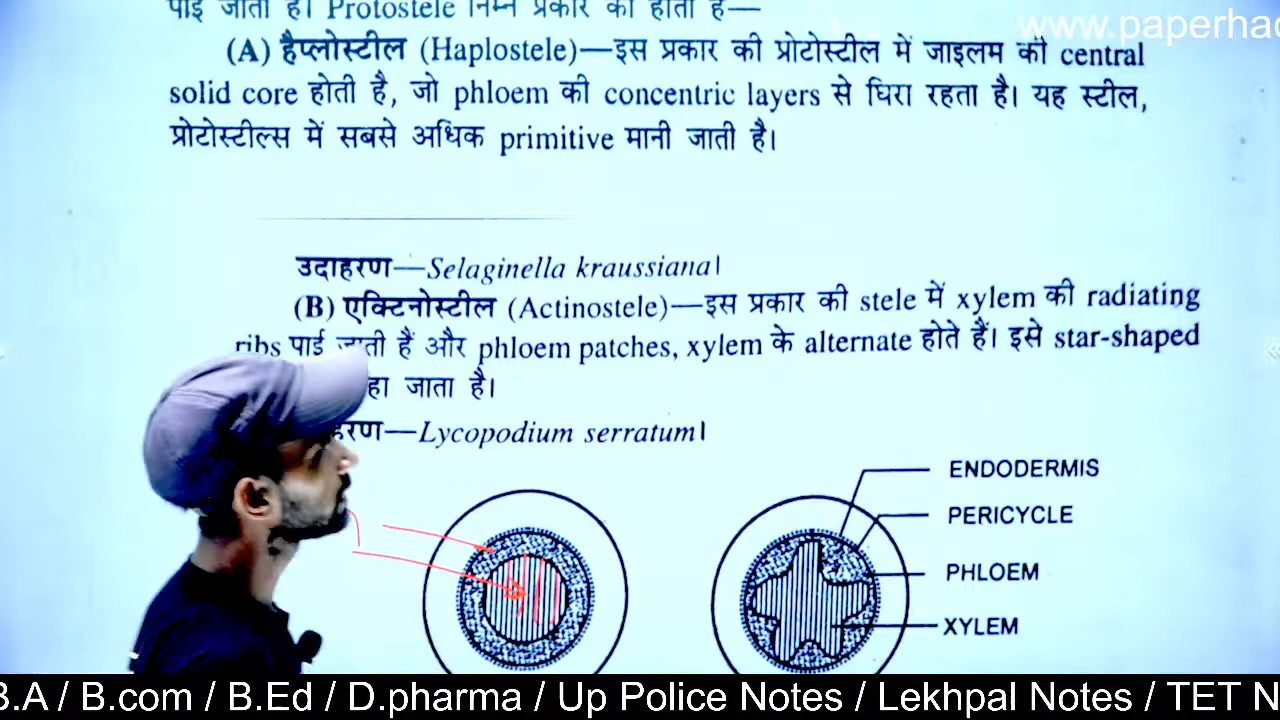 पाई जाती है। Protostele निम्न प्रकार की होती है—
www.paperhad
(A) हैप्लोस्टील (Haplostele)—इस प्रकार की प्रोटोस्टील में जाइलम की central
solid core होती है, जो phloem की concentric layers से घिरा रहता है। यह स्टील,
प्रोटोस्टील्स में सबसे अधिक primitive मानी जाती है।
उदाहरण—Selaginella kraussiana।
(B) एक्टिनोस्टील (Actinostele)—इस प्रकार की stele में xylem की radiating
ribs पाई जाती हैं और phloem patches, xylem के alternate होते हैं। इसे star-shaped
हा जाता है।
हरण—Lycopodium serratum।
ENDODERMIS
PERICYCLE
PHLOEM
XYLEM
B.A / B.com / B.Ed / D.pharma / Up Police Notes / Lekhpal Notes / TET N